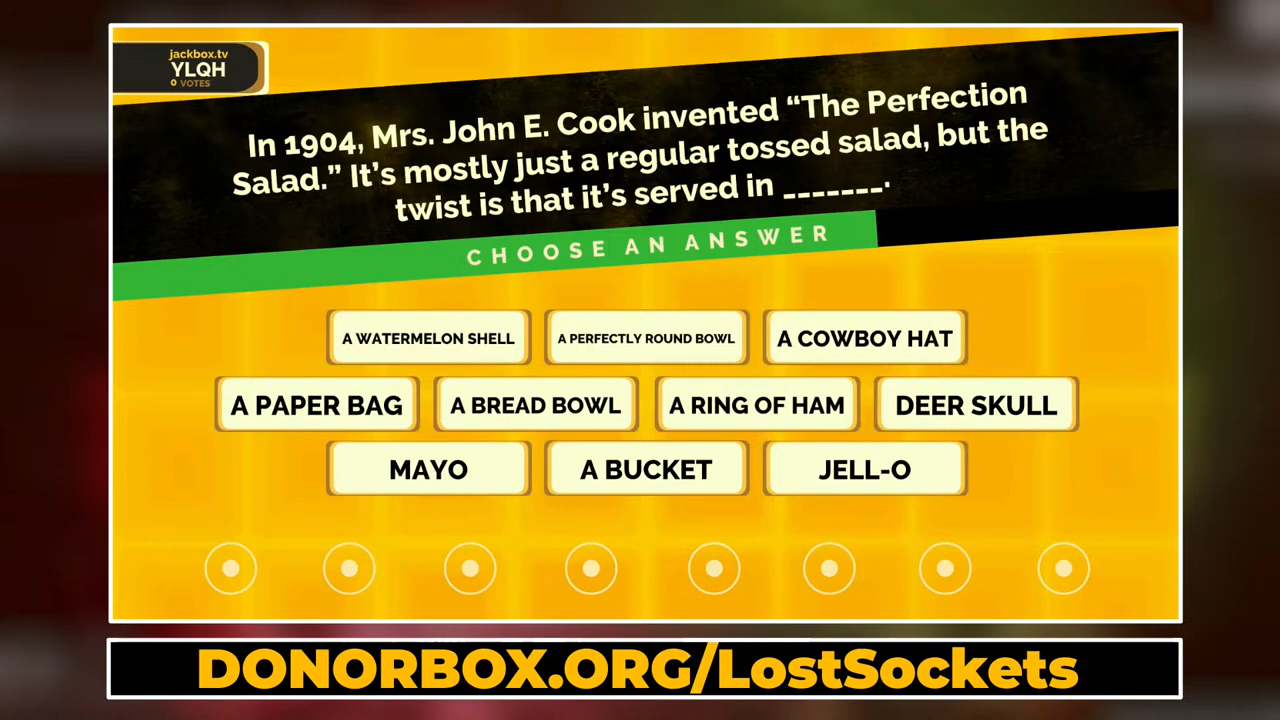 jackbox.tv
YLQH
0 VOTES
In 1904, Mrs. John E. Cook invented “The Perfection
Salad.” It’s mostly just a regular tossed salad, but the
twist is that it’s served in _______.
CHOOSE AN ANSWER
A WATERMELON SHELL
A PERFECTLY ROUND BOWL
A COWBOY HAT
A PAPER BAG
A BREAD BOWL
A RING OF HAM
DEER SKULL
MAYO
A BUCKET
JELL-O
DONORBOX.ORG/LostSockets